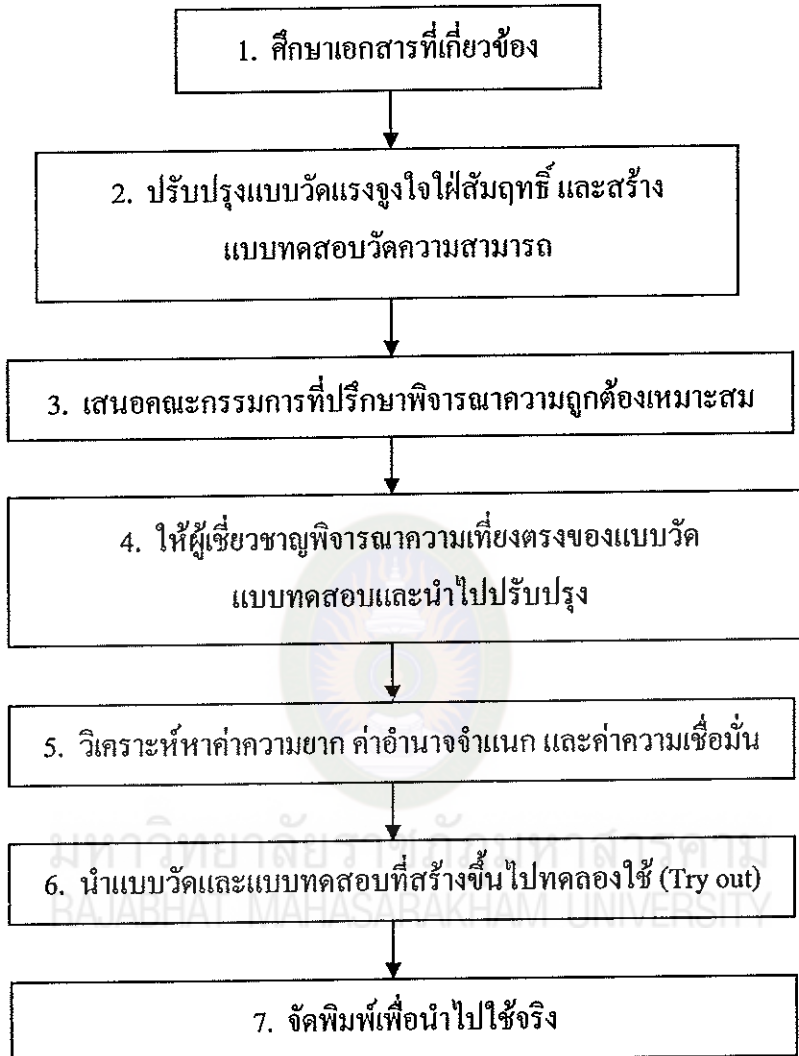 1. ศึกษาเอกสารที่เกี่ยวข้อง
2. ปรับปรุงแบบวัดแรงจูงใจใฝ่สัมฤทธิ์ และสร้าง
แบบทดสอบวัดความสามารถ
3. เสนอคณะกรรมการที่ปรึกษาพิจารณาความถูกต้องเหมาะสม
4. ให้ผู้เชี่ยวชาญพิจารณาความเที่ยงตรงของแบบวัด
แบบทดสอบและนำไปปรับปรุง
5. วิเคราะห์หาค่าความยาก ค่าอำนาจจำแนก และค่าความเชื่อมั่น
มหาวิทยาลัยราชภัฏมหาสารคาม
6. นำแบบวัดและแบบทดสอบที่สร้างขึ้นไปทดลองใช้ (Try out)
RAJABHAT MAHASARAKHAM UNIVERSITY
7. จัดพิมพ์เพื่อนำไปใช้จริง